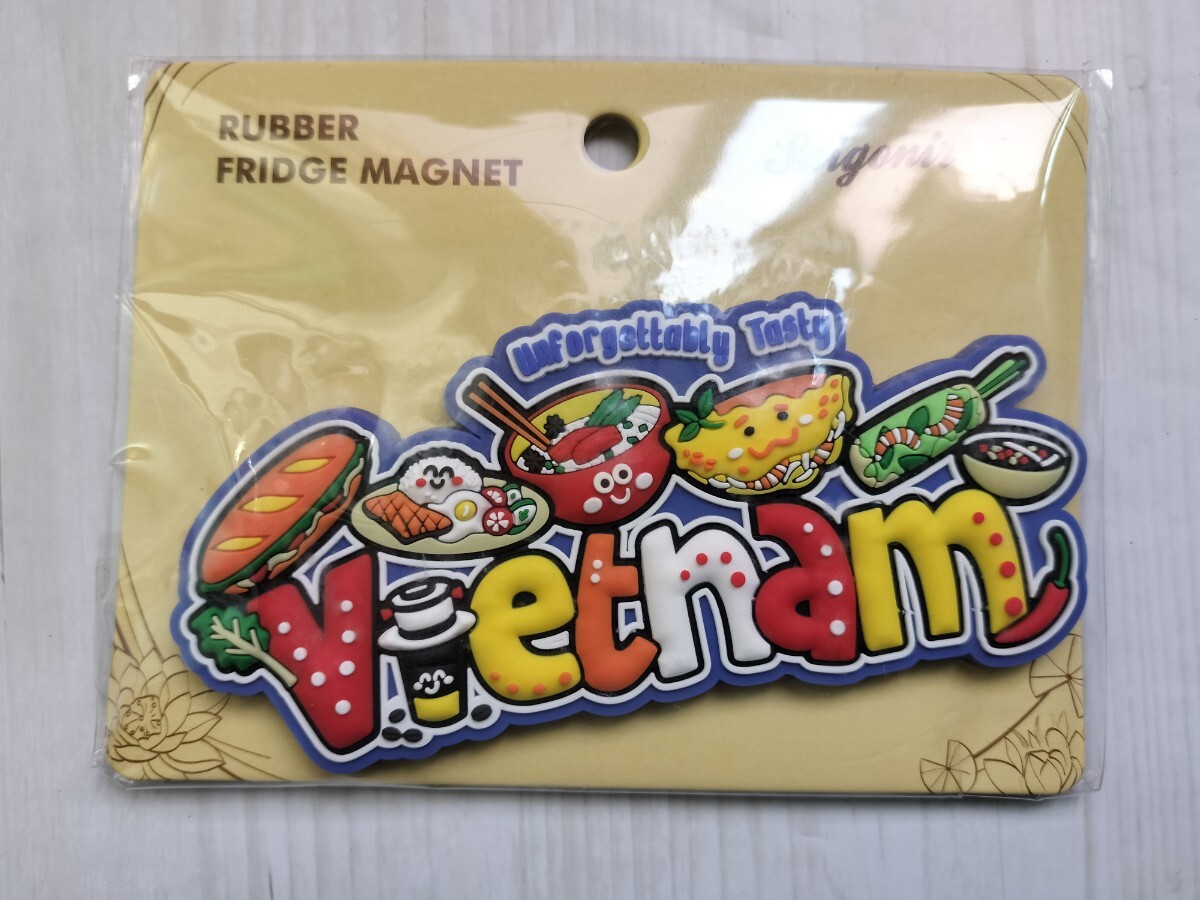 RUBBER
FRIDGE MAGNET
Unforgettably Tasty
Vietnam